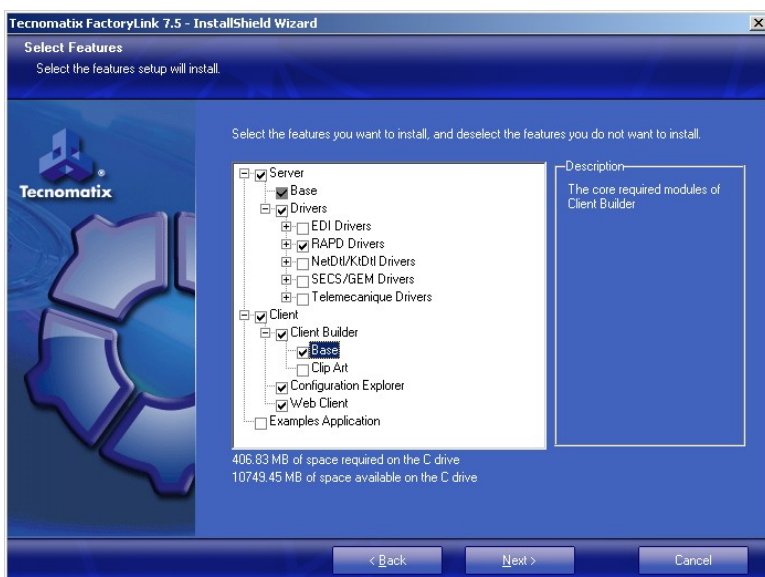 Tecnomatix FactoryLink 7.5 - InstallShield Wizard
Select Features
Select the features setup will install.
Tecnomatix
Select the features you want to install, and deselect the features you do not want to install.
Server
Base
Drivers
EDI Drivers
RAPD Drivers
NetDtl/KtDtl Drivers
SECS/GEM Drivers
Telemecanique Drivers
Client
Client Builder
Base
Clip Art
Configuration Explorer
Web Client
Examples Application
Description
The core required modules of
Client Builder
406.83 MB of space required on the C drive
10749.45 MB of space available on the C drive
< Back
Next >
Cancel